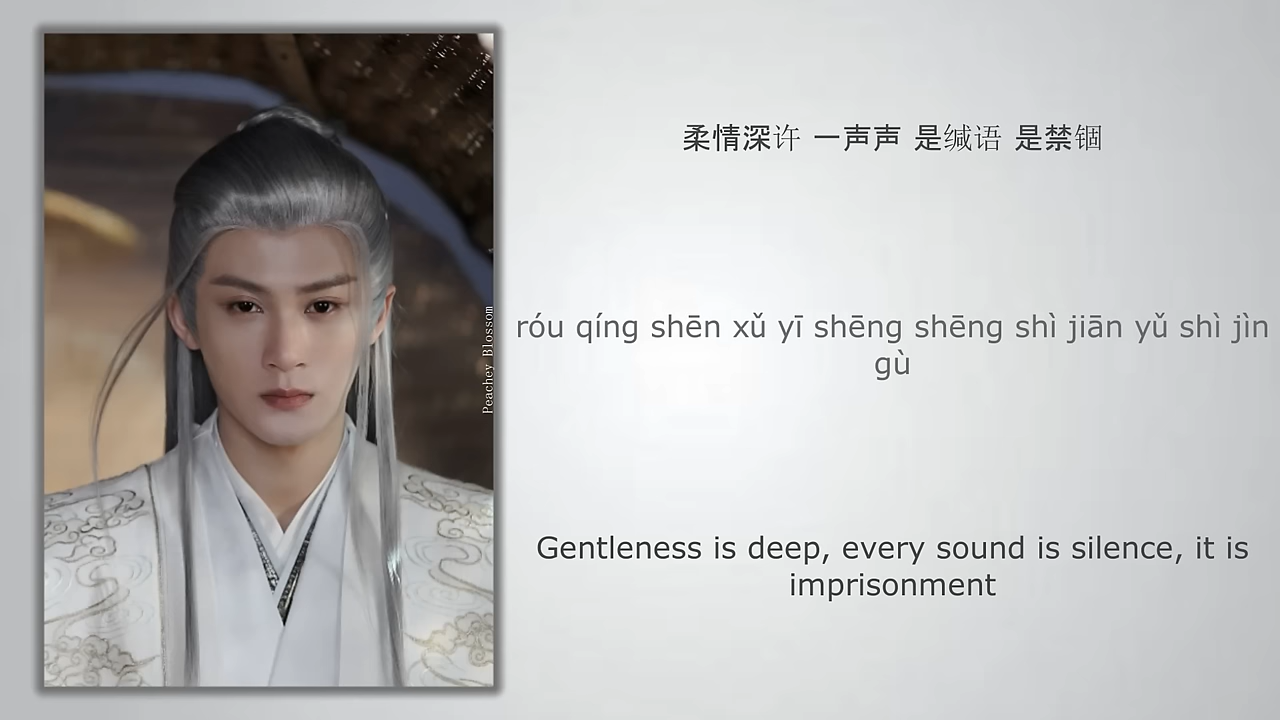 柔情深许 一声声 是缄语 是禁锢
róu qíng shēn xǔ yī shēng shēng shì jiān yǔ shì jìn
gù
Gentleness is deep, every sound is silence, it is
imprisonment
Peachey Blossom